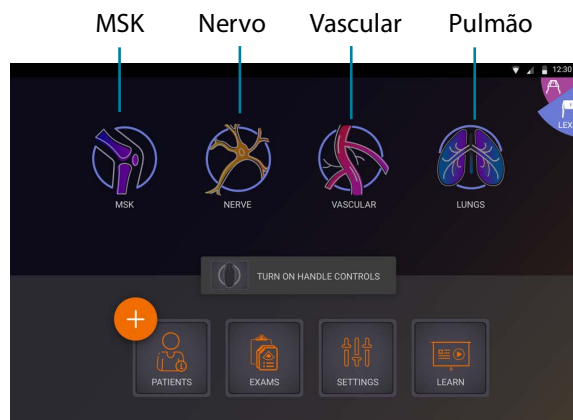 MSK Nervo Vascular Pulmão
12:30
LEX
MSK NERVE VASCULAR LUNGS
TURN ON HANDLE CONTROLS
+
PATIENTS EXAMS SETTINGS LEARN